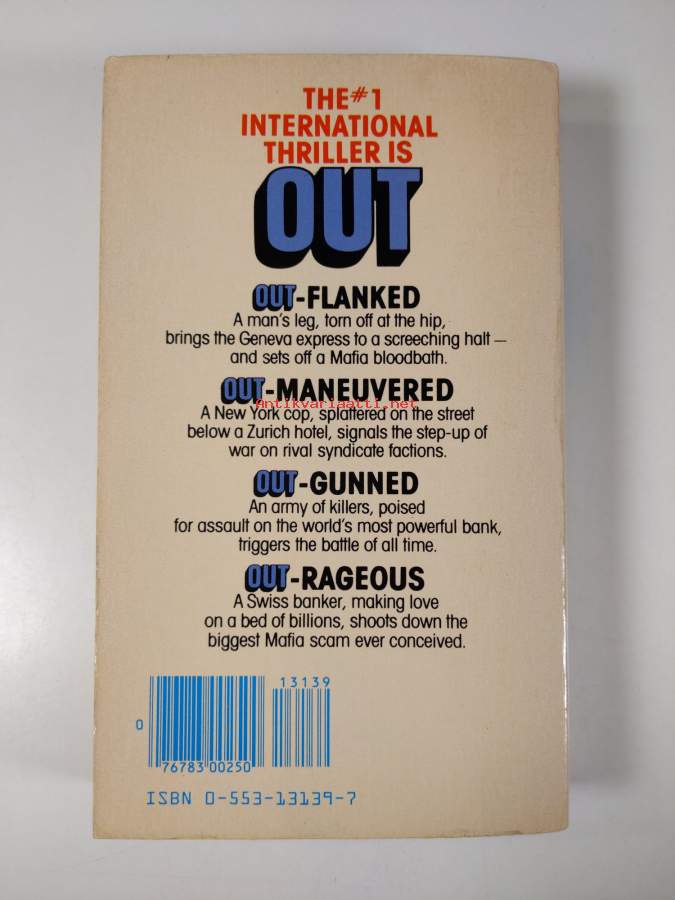 THE #1
INTERNATIONAL
THRILLER IS
OUT
OUT-FLANKED
A man's leg, torn off at the hip,
brings the Geneva express to a screeching halt —
and sets off a Mafia bloodbath.
OUT-MANEUVERED
Antikvariaatti.net
A New York cop, splattered on the street
below a Zurich hotel, signals the step-up of
war on rival syndicate factions.
OUT-GUNNED
An army of killers, poised
for assault on the world's most powerful bank,
triggers the battle of all time.
OUT-RAGEOUS
A Swiss banker, making love
on a bed of billions, shoots down the
biggest Mafia scam ever conceived.
13139
0
76783 00250
ISBN 0-553-13139-7